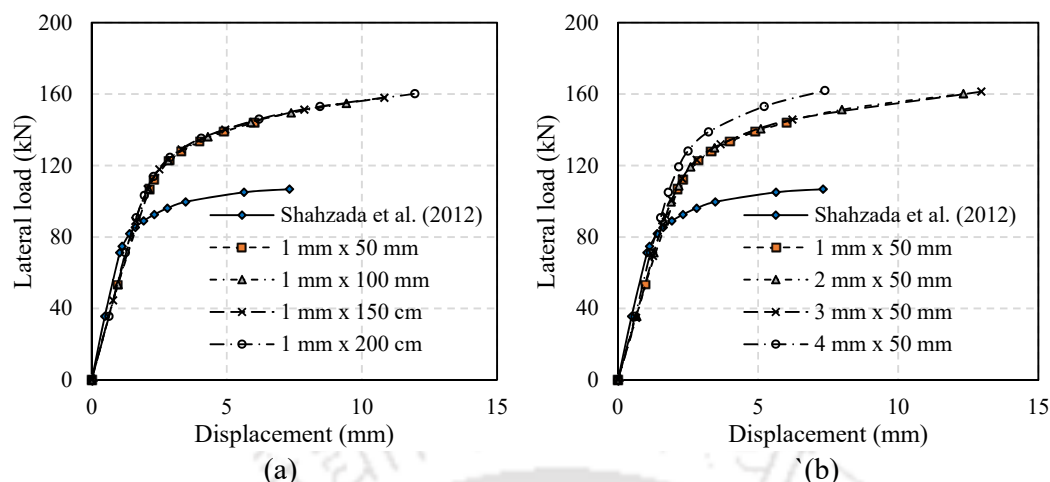 200
160
120
80
40
0
Lateral load (kN)
Shahzada et al. (2012)
1 mm x 50 mm
1 mm x 100 mm
1 mm x 150 cm
1 mm x 200 cm
0 5 10 15
Displacement (mm)
(a)
200
160
120
80
40
0
Lateral load (kN)
Shahzada et al. (2012)
1 mm x 50 mm
2 mm x 50 mm
3 mm x 50 mm
4 mm x 50 mm
0 5 10 15
Displacement (mm)
`(b)